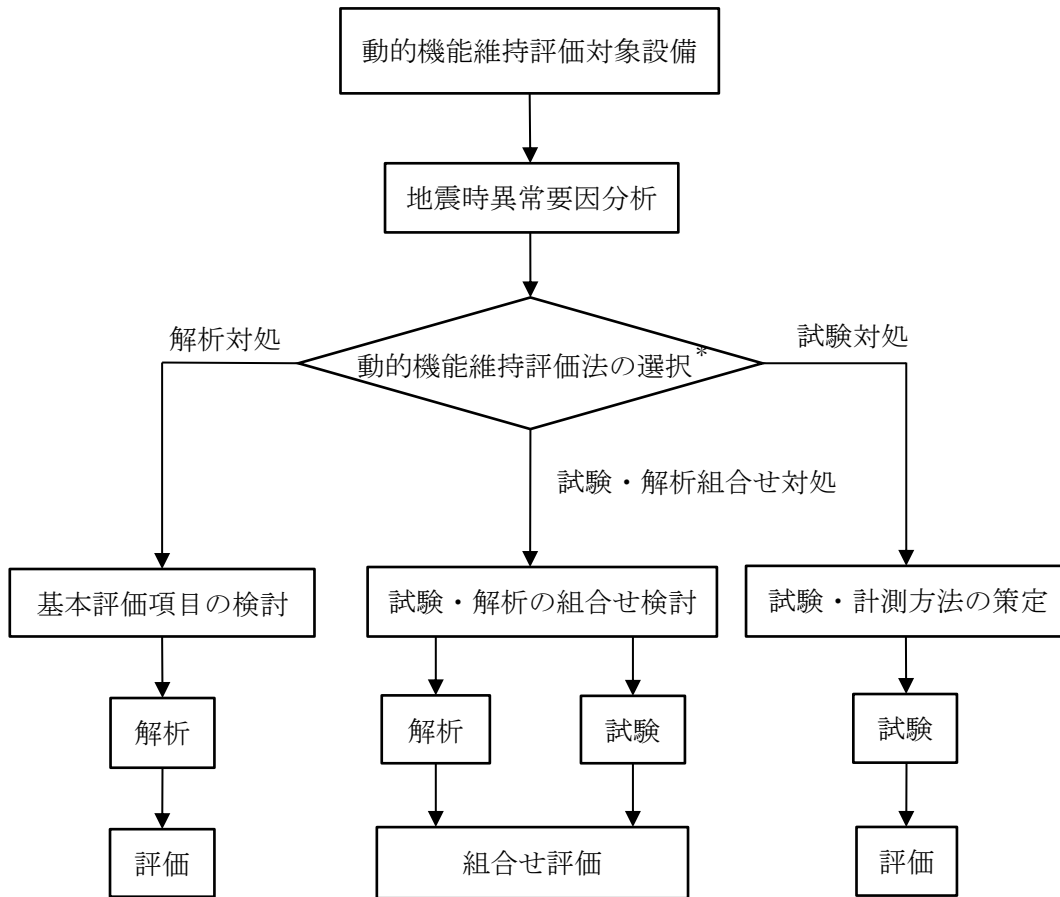 動的機能維持評価対象設備
地震時異常要因分析
解析対処
試験対処
動的機能維持評価法の選択*
試験・解析組合せ対処
基本評価項目の検討
試験・解析の組合せ検討
試験・計測方法の策定
解析
解析
試験
試験
評価
組合せ評価
評価